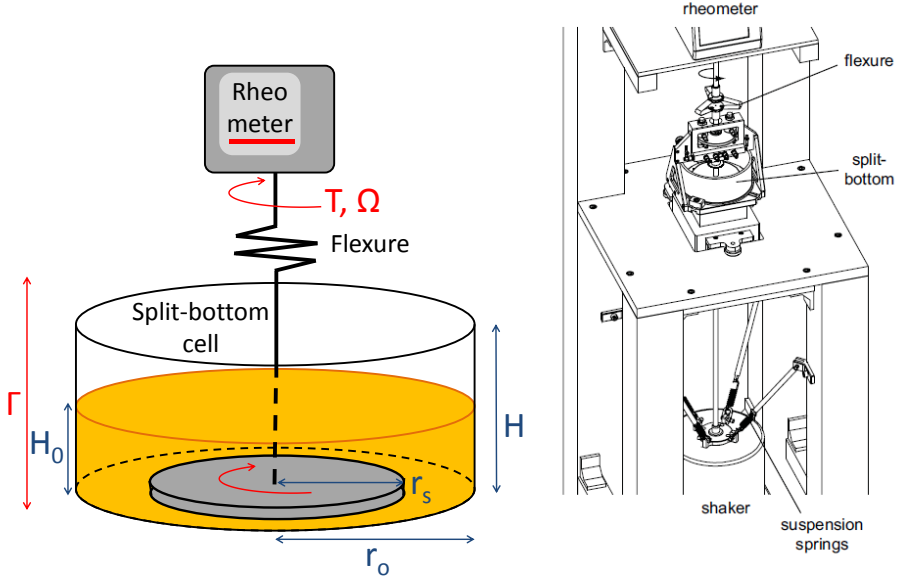 Rheo
meter
T, Ω
Flexure
Split-bottom
cell
Γ
H₀
H
rₛ
rₒ
rheometer
flexure
split-
bottom
shaker
suspension
springs